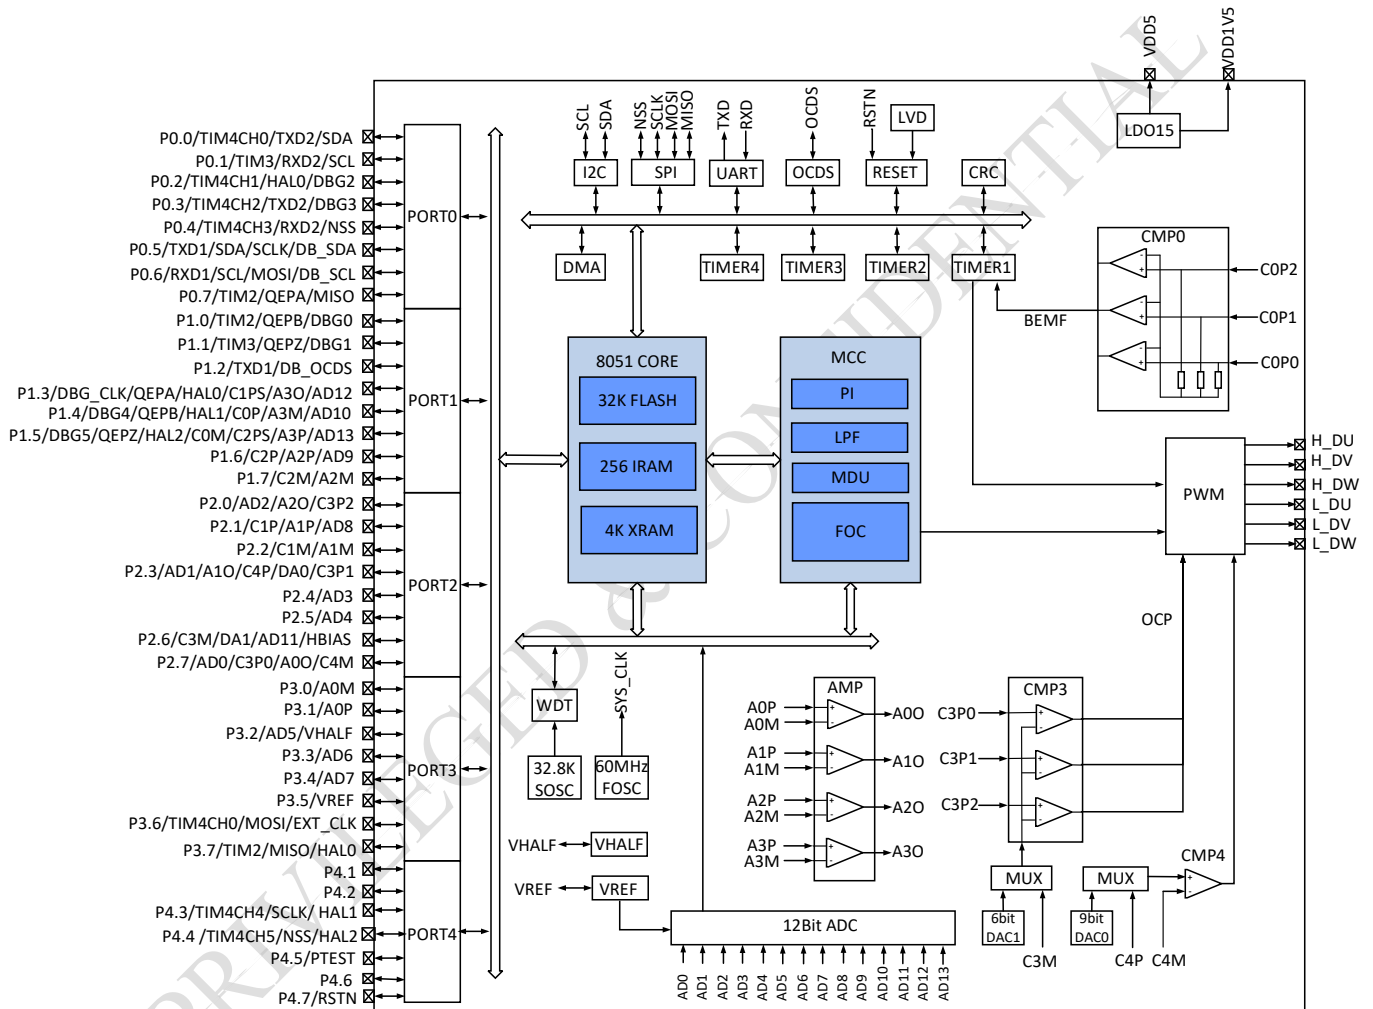 VDD5
VDD1V5
LDO15
SCL
SDA
NSS
SCLK
MOSI
MISO
TXD
RXD
OCDS
RSTN
LVD
I2C
SPI
UART
OCDS
RESET
CRC
DMA
TIMER4
TIMER3
TIMER2
TIMER1
P0.0/TIM4CH0/TXD2/SDA
P0.1/TIM3/RXD2/SCL
P0.2/TIM4CH1/HAL0/DBG2
P0.3/TIM4CH2/TXD2/DBG3
P0.4/TIM4CH3/RXD2/NSS
P0.5/TXD1/SDA/SCLK/DB_SDA
P0.6/RXD1/SCL/MOSI/DB_SCL
P0.7/TIM2/QEPA/MISO
PORT0
P1.0/TIM2/QEPB/DBG0
P1.1/TIM3/QEPZ/DBG1
P1.2/TXD1/DB_OCDS
P1.3/DBG_CLK/QEPA/HAL0/C1PS/A3O/AD12
P1.4/DBG4/QEPB/HAL1/C0P/A3M/AD10
P1.5/DBG5/QEPZ/HAL2/C0M/C2PS/A3P/AD13
P1.6/C2P/A2P/AD9
P1.7/C2M/A2M
PORT1
P2.0/AD2/A2O/C3P2
P2.1/C1P/A1P/AD8
P2.2/C1M/A1M
P2.3/AD1/A1O/C4P/DA0/C3P1
P2.4/AD3
P2.5/AD4
P2.6/C3M/DA1/AD11/HBIAS
P2.7/AD0/C3P0/A0O/C4M
PORT2
P3.0/A0M
P3.1/A0P
P3.2/AD5/VHALF
P3.3/AD6
P3.4/AD7
P3.5/VREF
P3.6/TIM4CH0/MOSI/EXT_CLK
P3.7/TIM2/MISO/HAL0
PORT3
P4.1
P4.2
P4.3/TIM4CH4/SCLK/ HAL1
P4.4 /TIM4CH5/NSS/HAL2
P4.5/PTEST
P4.6
P4.7/RSTN
PORT4
8051 CORE
32K FLASH
256 IRAM
4K XRAM
MCC
PI
LPF
MDU
FOC
CMP0
C0P2
C0P1
C0P0
BEMF
PWM
H_DU
H_DV
H_DW
L_DU
L_DV
L_DW
OCP
WDT
SYS_CLK
32.8K
SOSC
60MHz
FOSC
VHALF
VHALF
VREF
VREF
AMP
A0P
A0M
A0O
A1P
A1M
A1O
A2P
A2M
A2O
A3P
A3M
A3O
CMP3
C3P0
C3P1
C3P2
MUX
6bit
DAC1
C3M
MUX
9bit
DAC0
C4P
C4M
CMP4
12Bit ADC
AD0
AD1
AD2
AD3
AD4
AD5
AD6
AD7
AD8
AD9
AD10
AD11
AD12
AD13
PRIVILEGED & CONFIDENTIAL